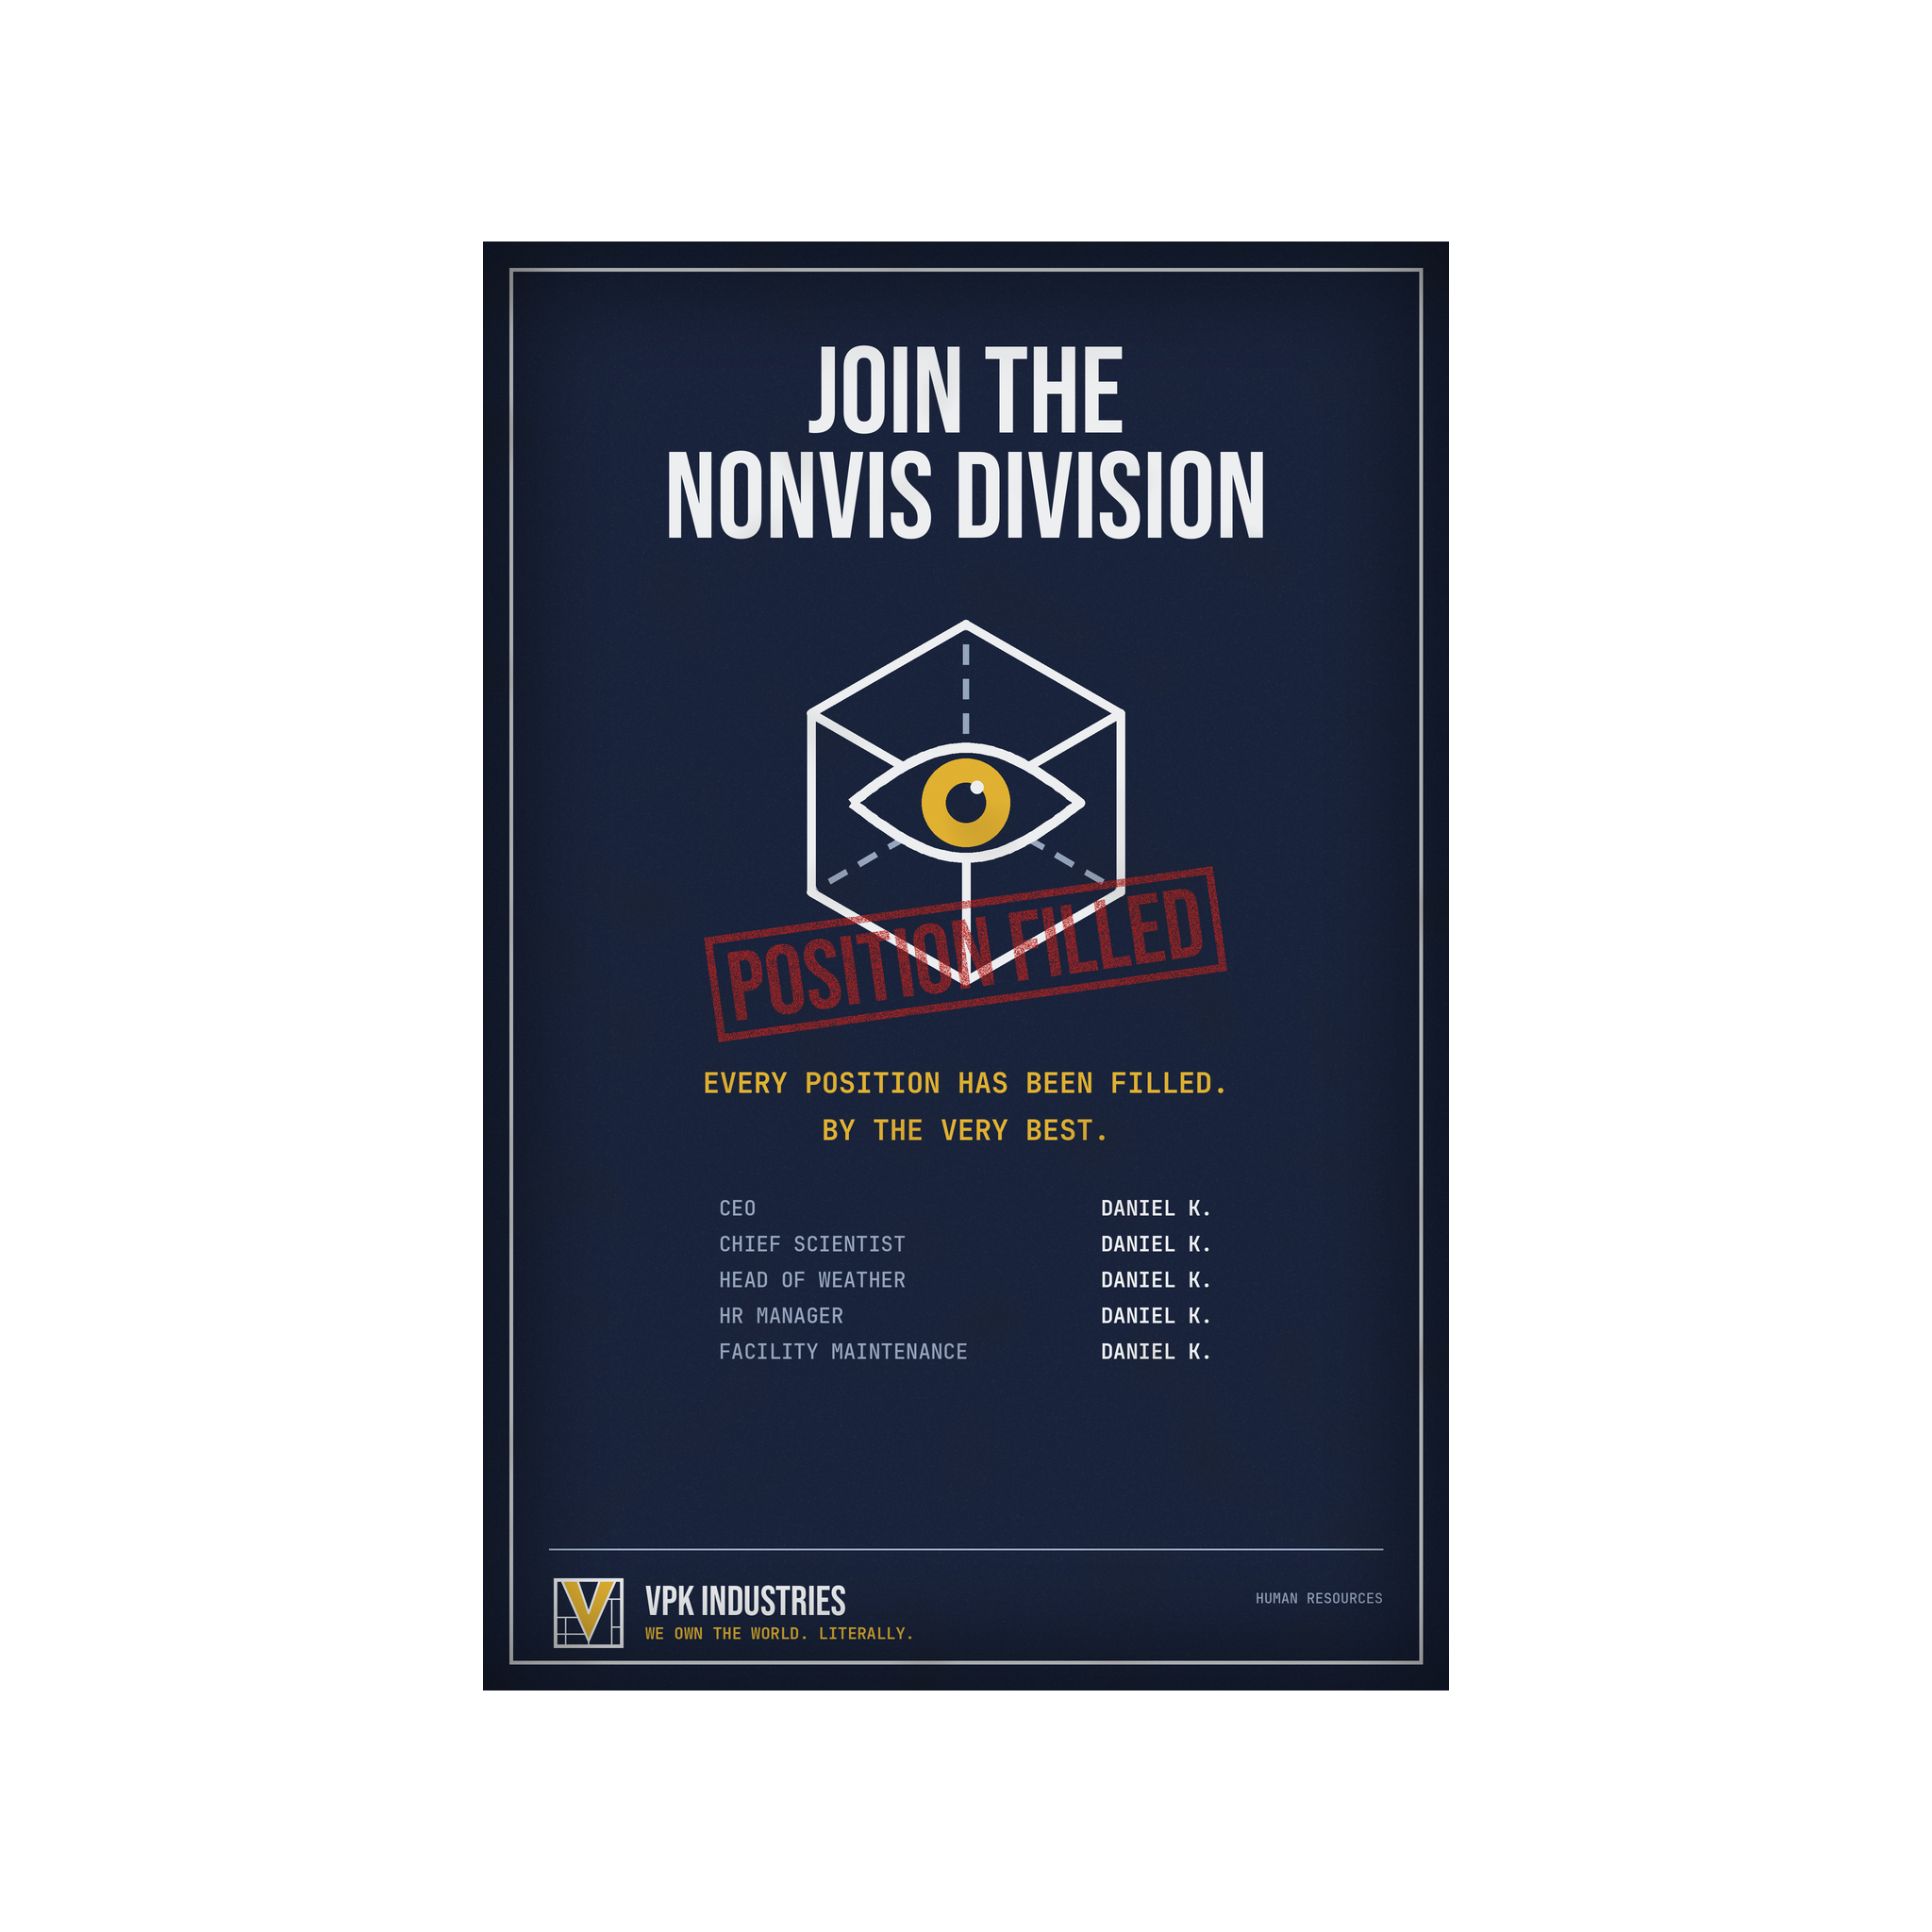 JOIN THE
NONVIS DIVISION
POSITION FILLED
EVERY POSITION HAS BEEN FILLED.
BY THE VERY BEST.
CEO DANIEL K.
CHIEF SCIENTIST DANIEL K.
HEAD OF WEATHER DANIEL K.
HR MANAGER DANIEL K.
FACILITY MAINTENANCE DANIEL K.
V
VPK INDUSTRIES
WE OWN THE WORLD. LITERALLY.
HUMAN RESOURCES